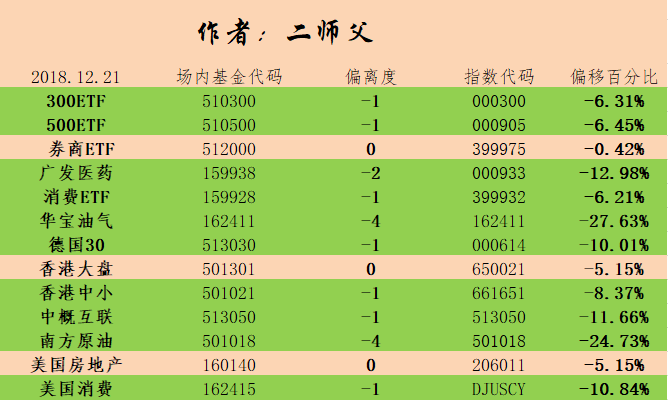 作者：二师父
2018.12.21 场内基金代码 偏离度 指数代码 偏移百分比
300ETF 510300 -1 000300 -6.31%
500ETF 510500 -1 000905 -6.45%
券商ETF 512000 0 399975 -0.42%
广发医药 159938 -2 000933 -12.98%
消费ETF 159928 -1 399932 -6.21%
华宝油气 162411 -4 162411 -27.63%
德国30 513030 -1 000614 -10.01%
香港大盘 501301 0 650021 -5.15%
香港中小 501021 -1 661651 -8.37%
中概互联 513050 -1 513050 -11.66%
南方原油 501018 -4 501018 -24.73%
美国房地产 160140 0 206011 -5.15%
美国消费 162415 -1 DJUSCY -10.84%